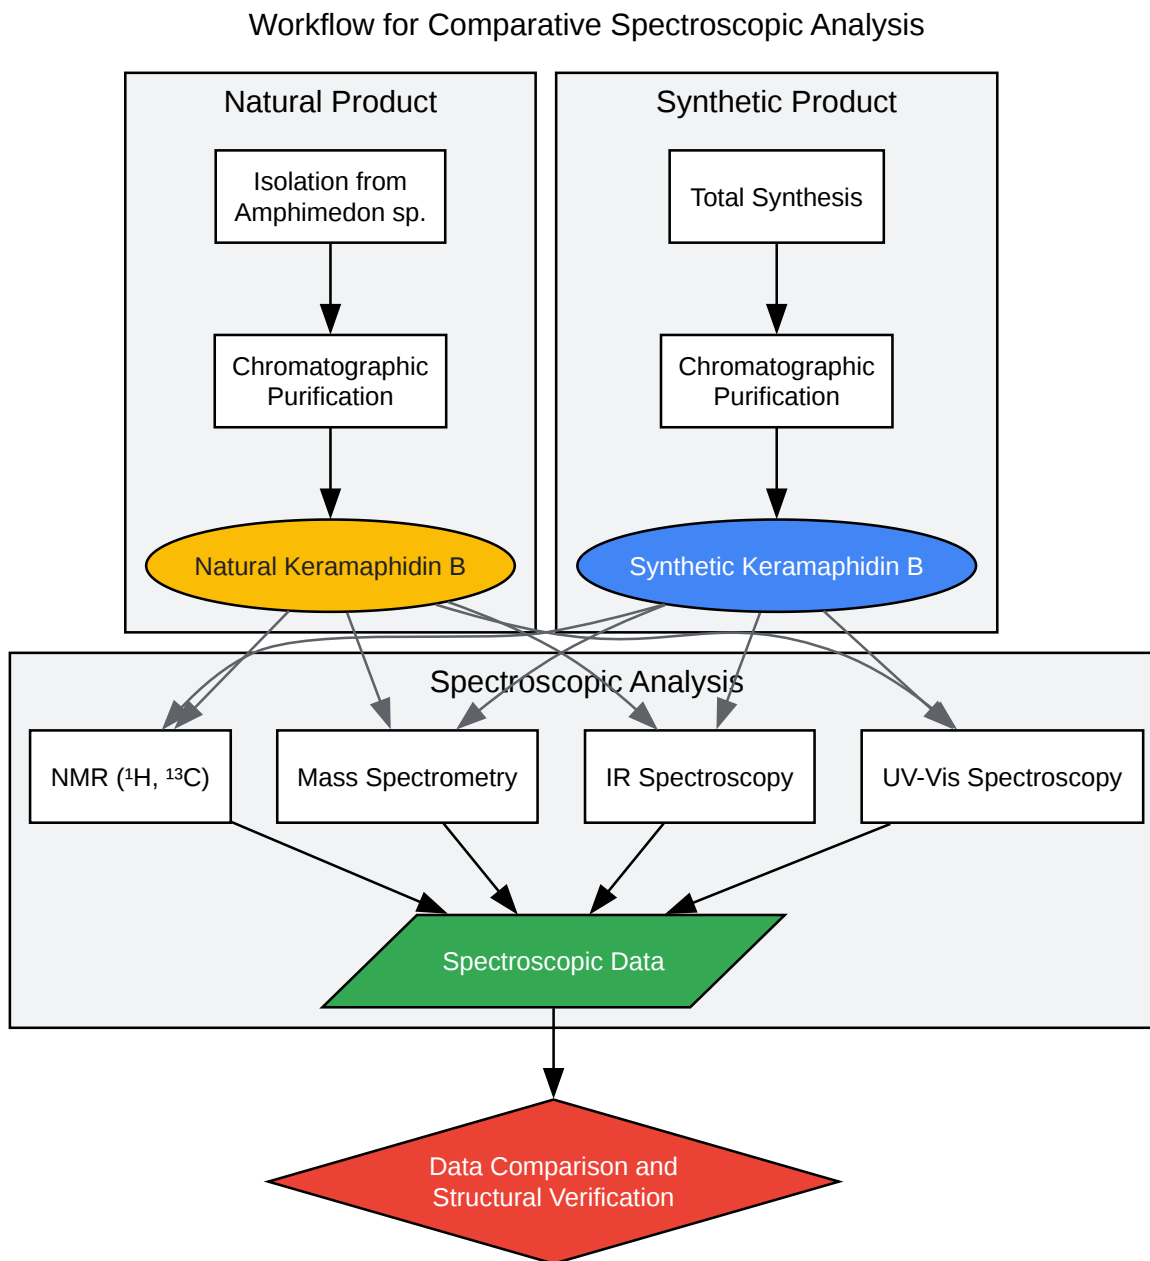 Workflow for Comparative Spectroscopic Analysis
Natural Product
Isolation from
Amphimedon sp.
Chromatographic
Purification
Natural Keramaphidin B
Synthetic Product
Total Synthesis
Chromatographic
Purification
Synthetic Keramaphidin B
Spectroscopic Analysis
NMR (¹H, ¹³C)
Mass Spectrometry
IR Spectroscopy
UV-Vis Spectroscopy
Spectroscopic Data
Data Comparison and
Structural Verification